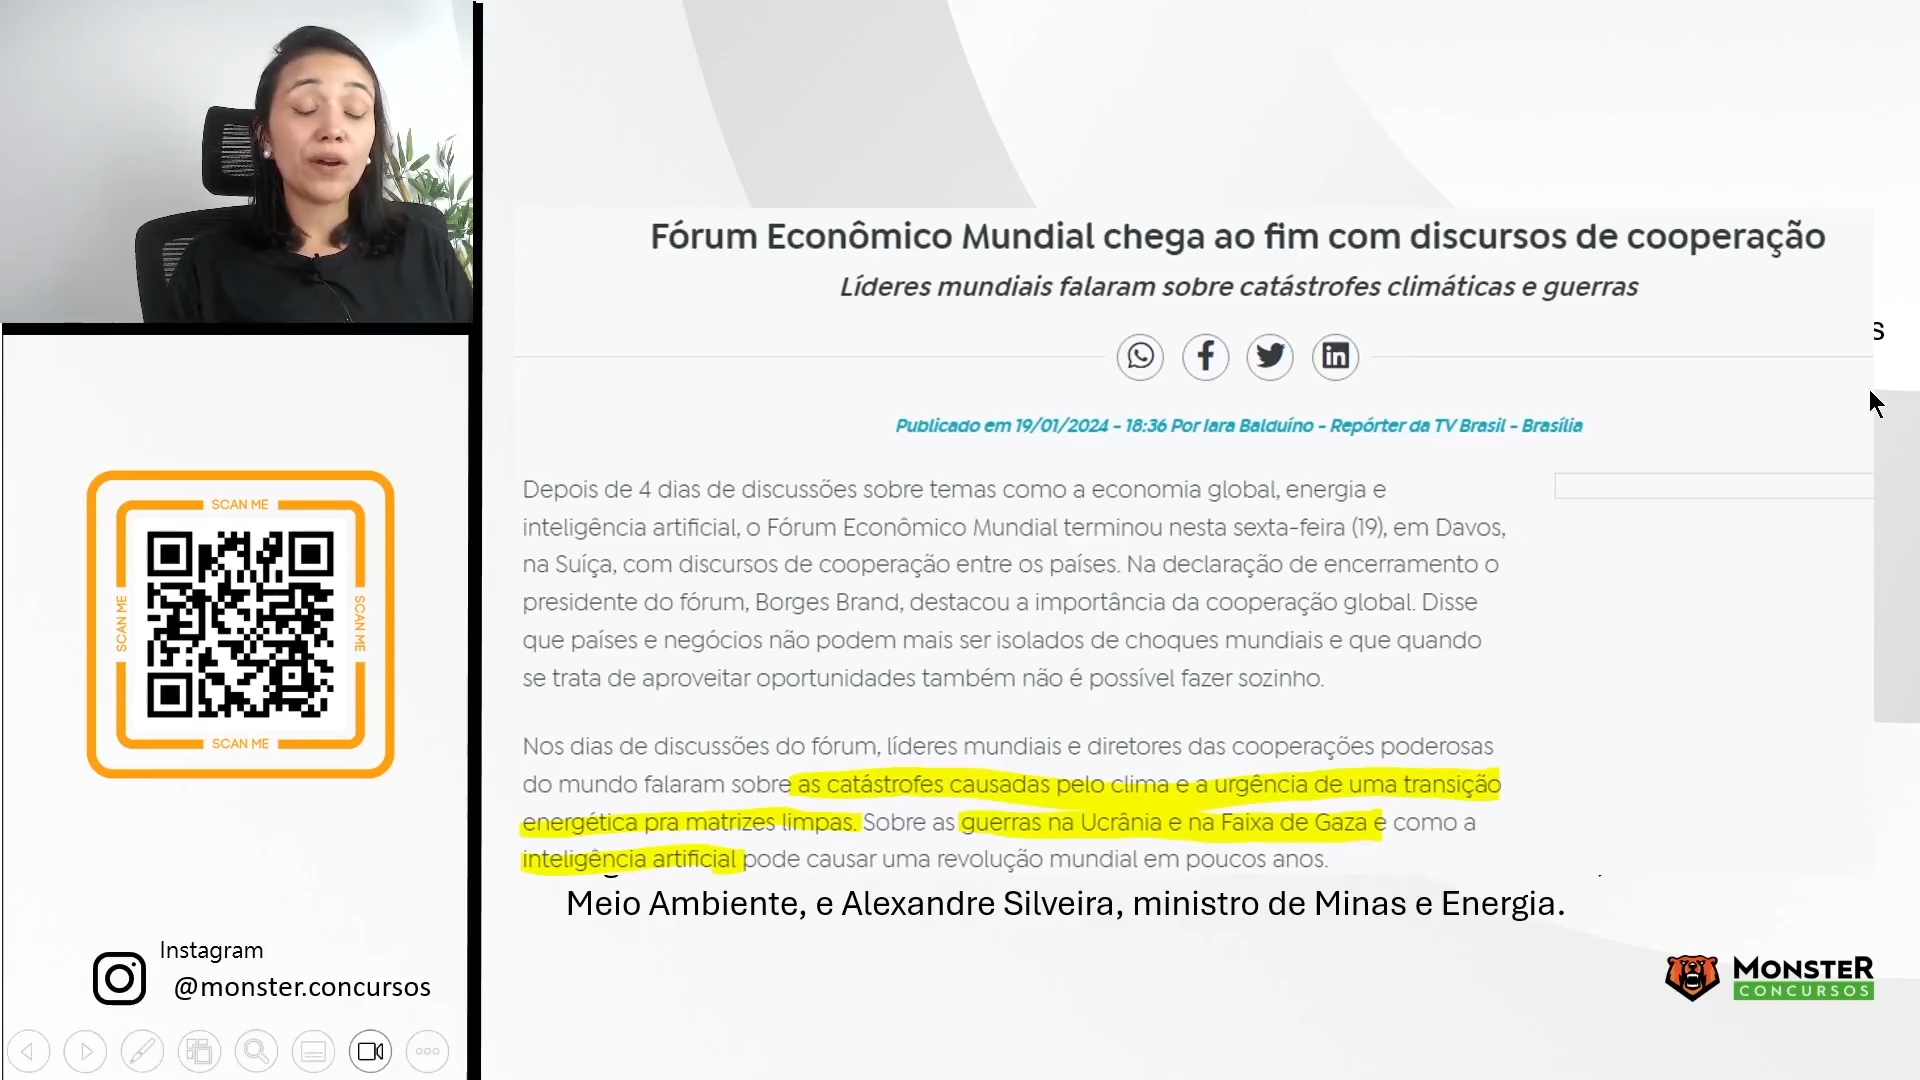 Fórum Econômico Mundial chega ao fim com discursos de cooperação
Líderes mundiais falaram sobre catástrofes climáticas e guerras
s
Publicado em 19/01/2024 - 18:36 Por Iara Balduíno - Repórter da TV Brasil - Brasília
Depois de 4 dias de discussões sobre temas como a economia global, energia e
inteligência artificial, o Fórum Econômico Mundial terminou nesta sexta-feira (19), em Davos,
na Suíça, com discursos de cooperação entre os países. Na declaração de encerramento o
presidente do fórum, Borges Brand, destacou a importância da cooperação global. Disse
que países e negócios não podem mais ser isolados de choques mundiais e que quando
se trata de aproveitar oportunidades também não é possível fazer sozinho.
Nos dias de discussões do fórum, líderes mundiais e diretores das cooperações poderosas
do mundo falaram sobre as catástrofes causadas pelo clima e a urgência de uma transição
energética pra matrizes limpas. Sobre as guerras na Ucrânia e na Faixa de Gaza e como a
inteligência artificial pode causar uma revolução mundial em poucos anos.
Meio Ambiente, e Alexandre Silveira, ministro de Minas e Energia.
SCAN ME
SCAN ME
SCAN ME
SCAN ME
Instagram
@monster.concursos
MONSTER
CONCURSOS